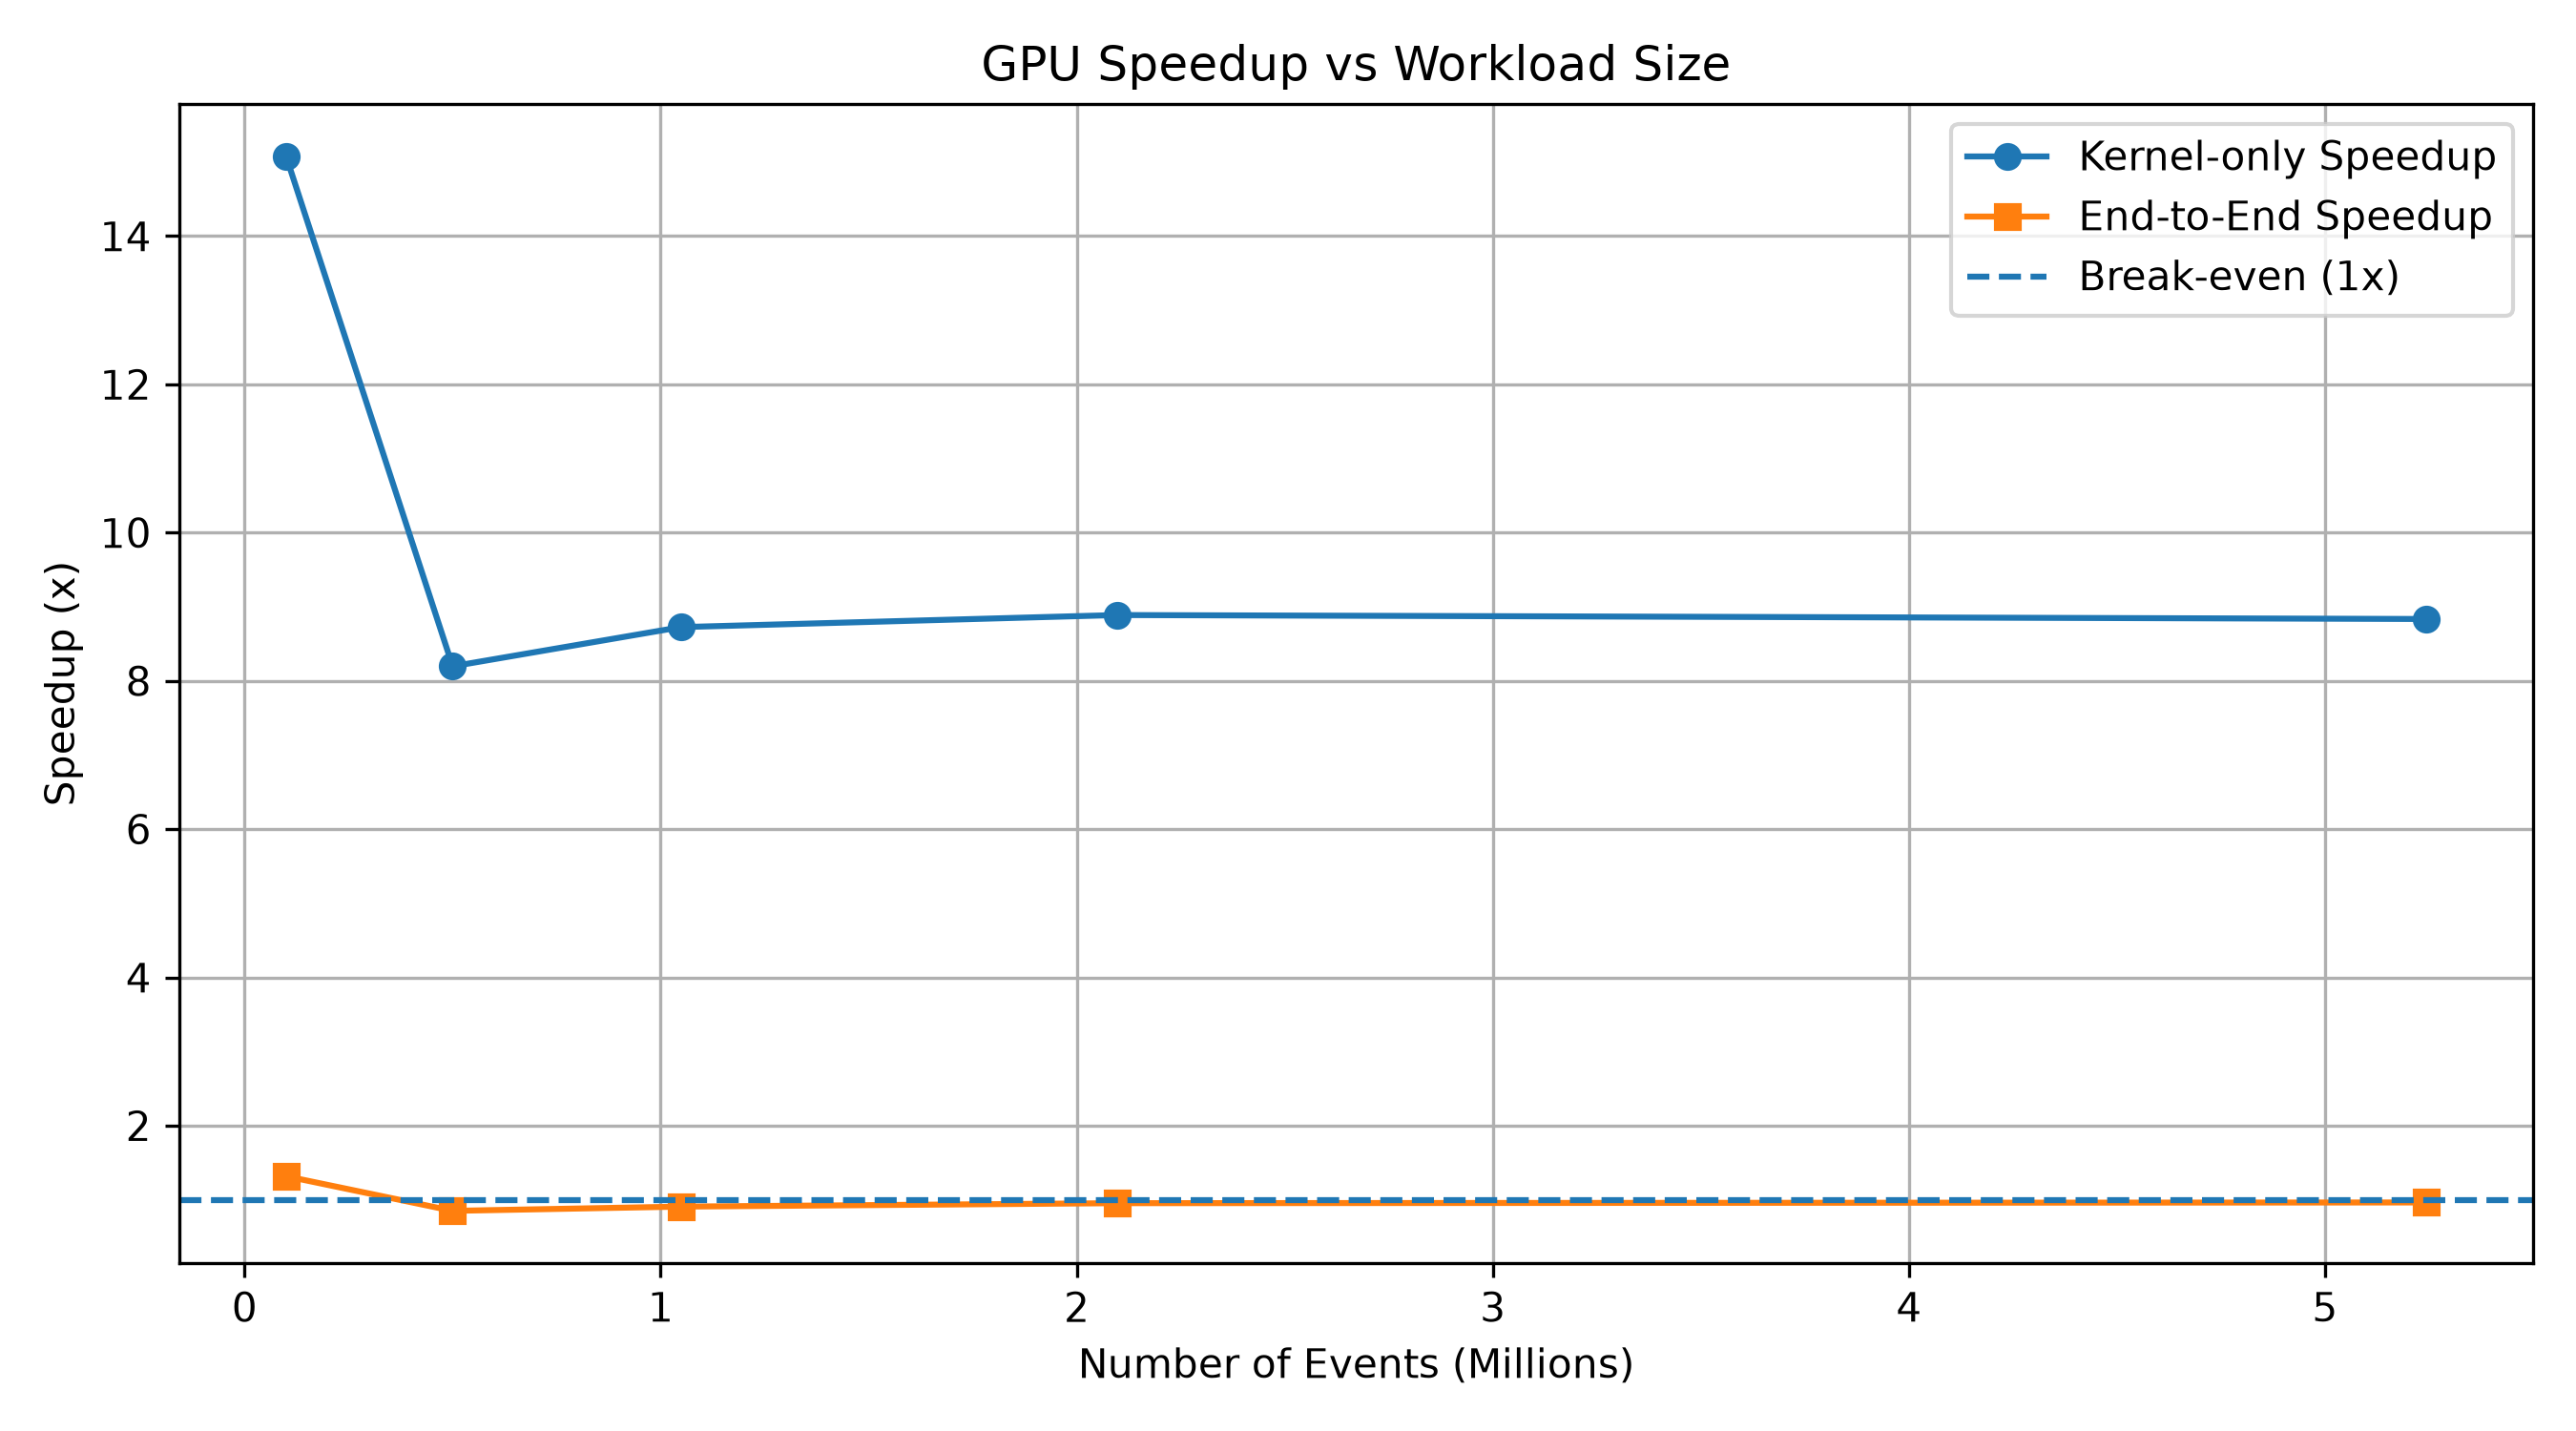 GPU Speedup vs Workload Size
Kernel-only Speedup
End-to-End Speedup
Break-even (1x)
Speedup (x)
14
12
10
8
6
4
2
0 1 2 3 4 5
Number of Events (Millions)